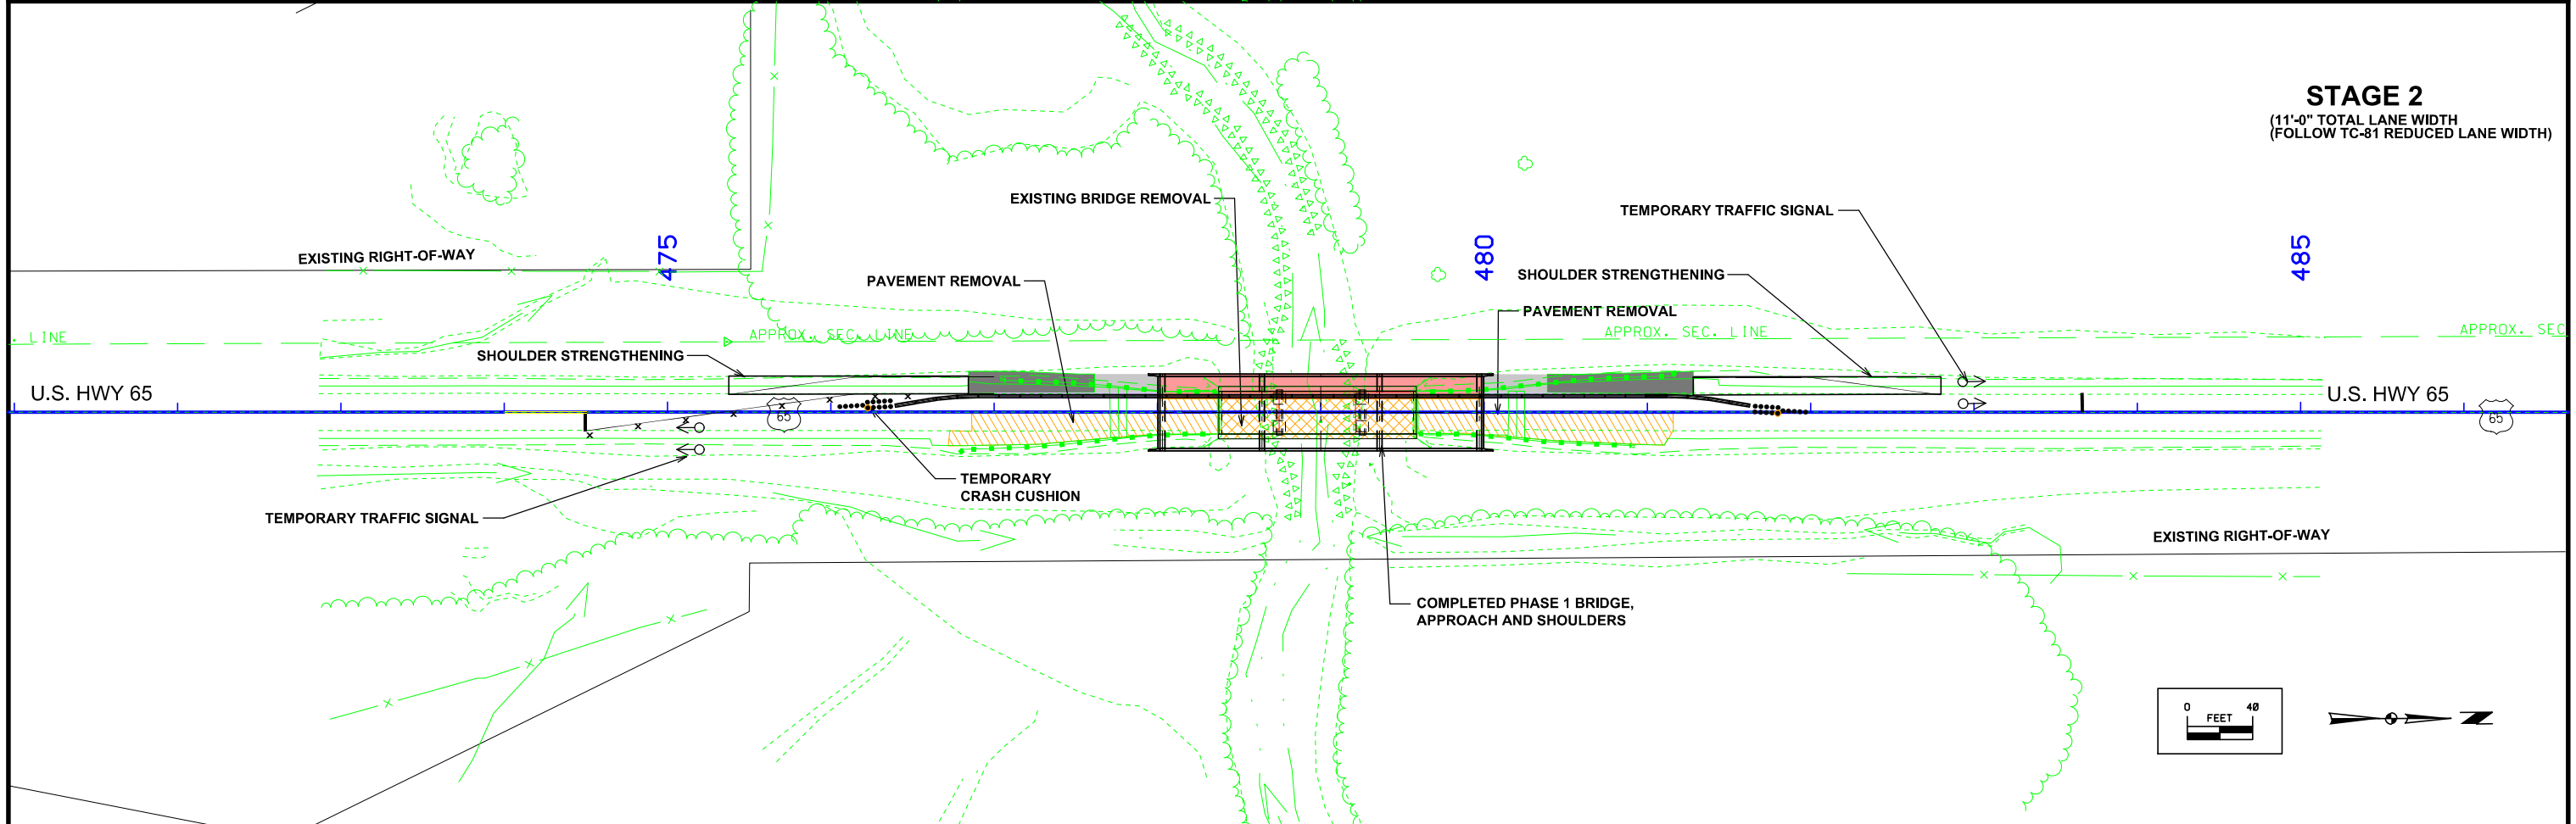 STAGE 2
(11'-0" TOTAL LANE WIDTH
(FOLLOW TC-81 REDUCED LANE WIDTH)
EXISTING BRIDGE REMOVAL
TEMPORARY TRAFFIC SIGNAL
EXISTING RIGHT-OF-WAY
475
480
485
PAVEMENT REMOVAL
SHOULDER STRENGTHENING
PAVEMENT REMOVAL
. LINE
APPROX. SEC. LINE
APPROX. SEC. LINE
APPROX. SEC
SHOULDER STRENGTHENING
U.S. HWY 65
U.S. HWY 65
65
65
TEMPORARY
CRASH CUSHION
TEMPORARY TRAFFIC SIGNAL
EXISTING RIGHT-OF-WAY
COMPLETED PHASE 1 BRIDGE,
APPROACH AND SHOULDERS
0 40
FEET
N